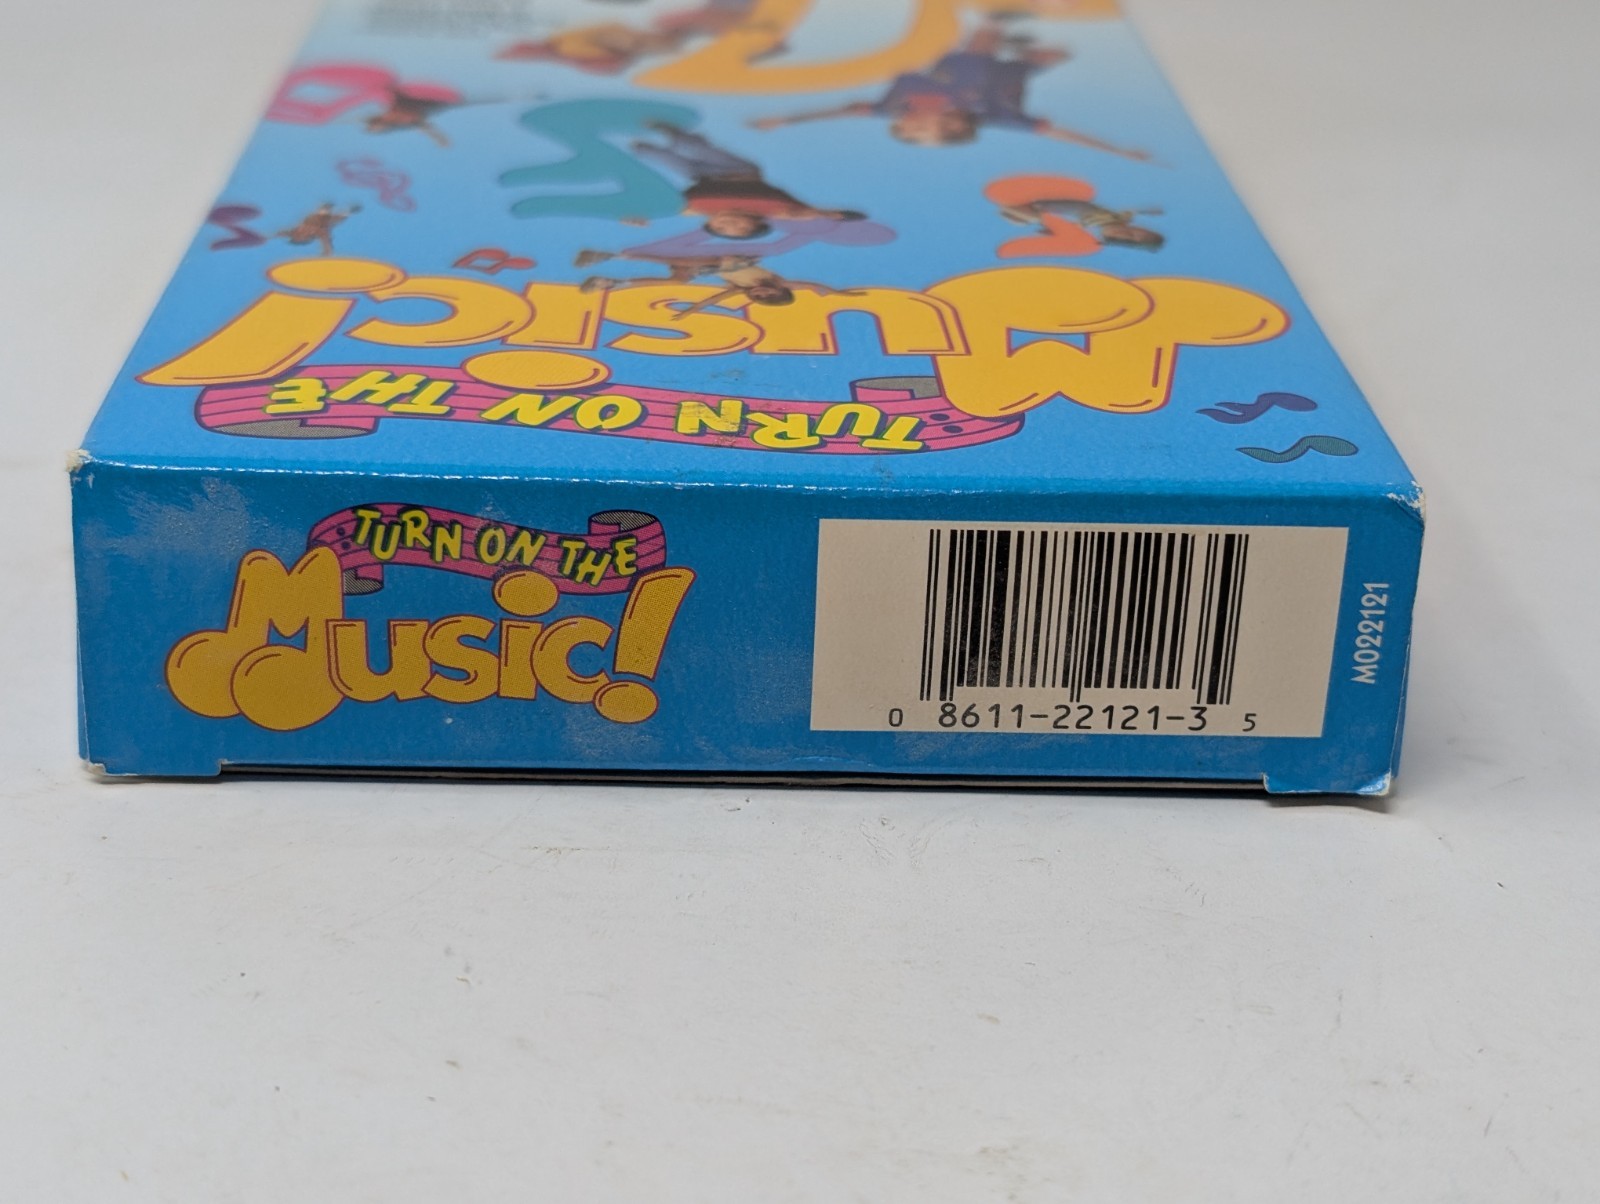 Music!
TURN ON THE
TURN ON THE
Music!
0 8611-22121-3 5
M022121